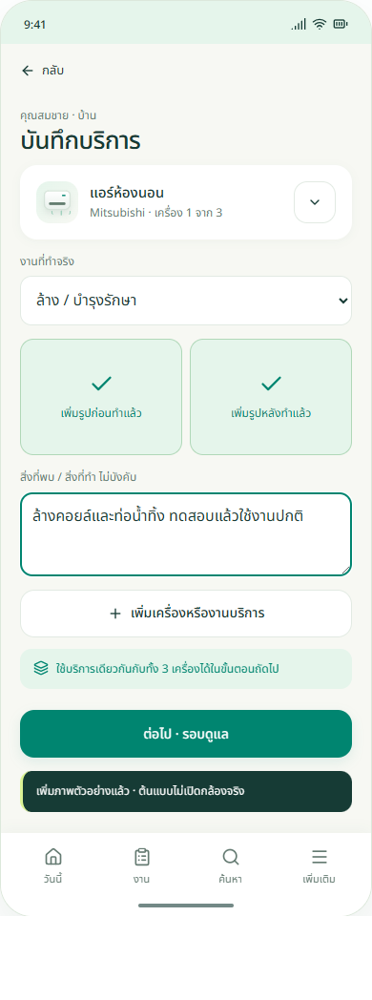 9:41
กลับ
คุณสมชาย · บ้าน
บันทึกบริการ
แอร์ห้องนอน
Mitsubishi · เครื่อง 1 จาก 3
งานที่ทำจริง
ล้าง / บำรุงรักษา
เพิ่มรูปก่อนทำแล้ว
เพิ่มรูปหลังทำแล้ว
สิ่งที่พบ / สิ่งที่ทำ ไม่บังคับ
ล้างคอยล์และท่อน้ำทิ้ง ทดสอบแล้วใช้งานปกติ
เพิ่มเครื่องหรืองานบริการ
ใช้บริการเดียวกันกับทั้ง 3 เครื่องได้ในขั้นตอนถัดไป
ต่อไป · รอบดูแล
เพิ่มภาพตัวอย่างแล้ว · ต้นแบบไม่เปิดกล้องจริง
วันนี้
งาน
ค้นหา
เพิ่มเติม